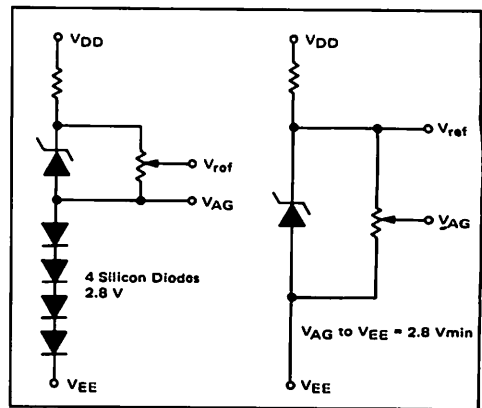 VDD
Vrof
VAG
4 Silicon Diodes
2.8 V
VEE
VDD
Vref
VAG
VAG to VEE = 2.8 Vmin
VEE